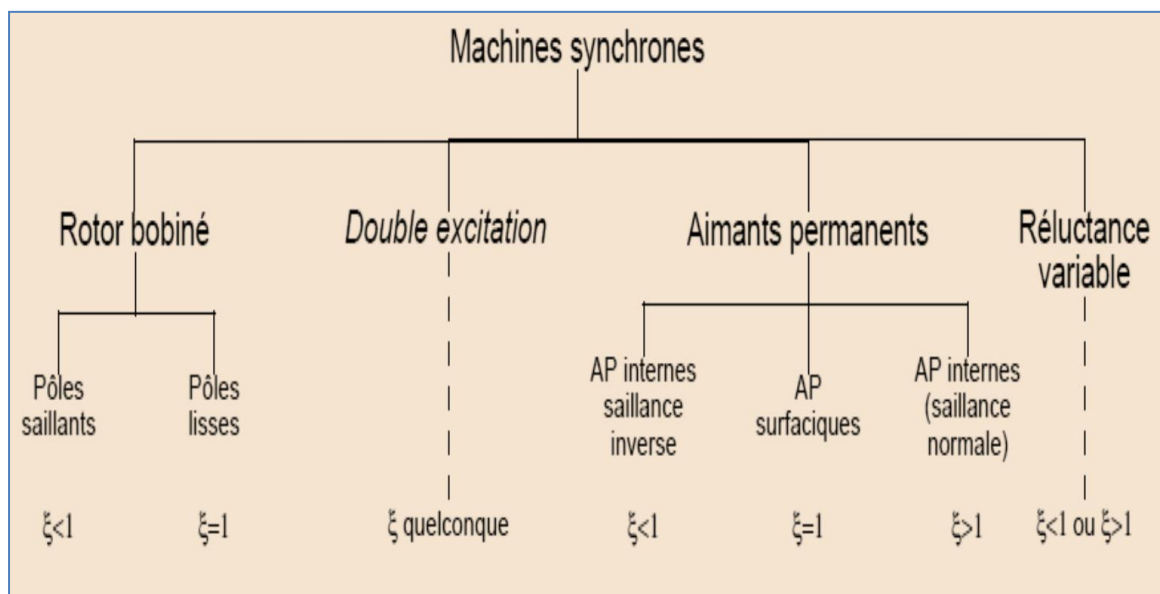 Machines synchrones
Rotor bobiné
Double excitation
Aimants permanents
Réluctance
variable
Pôles
saillants
Pôles
lisses
AP internes
saillance
inverse
AP
surfaciques
AP internes
(saillance
normale)
ξ<1
ξ=1
ξ quelconque
ξ<1
ξ=1
ξ>1
ξ<1 ou ξ>1